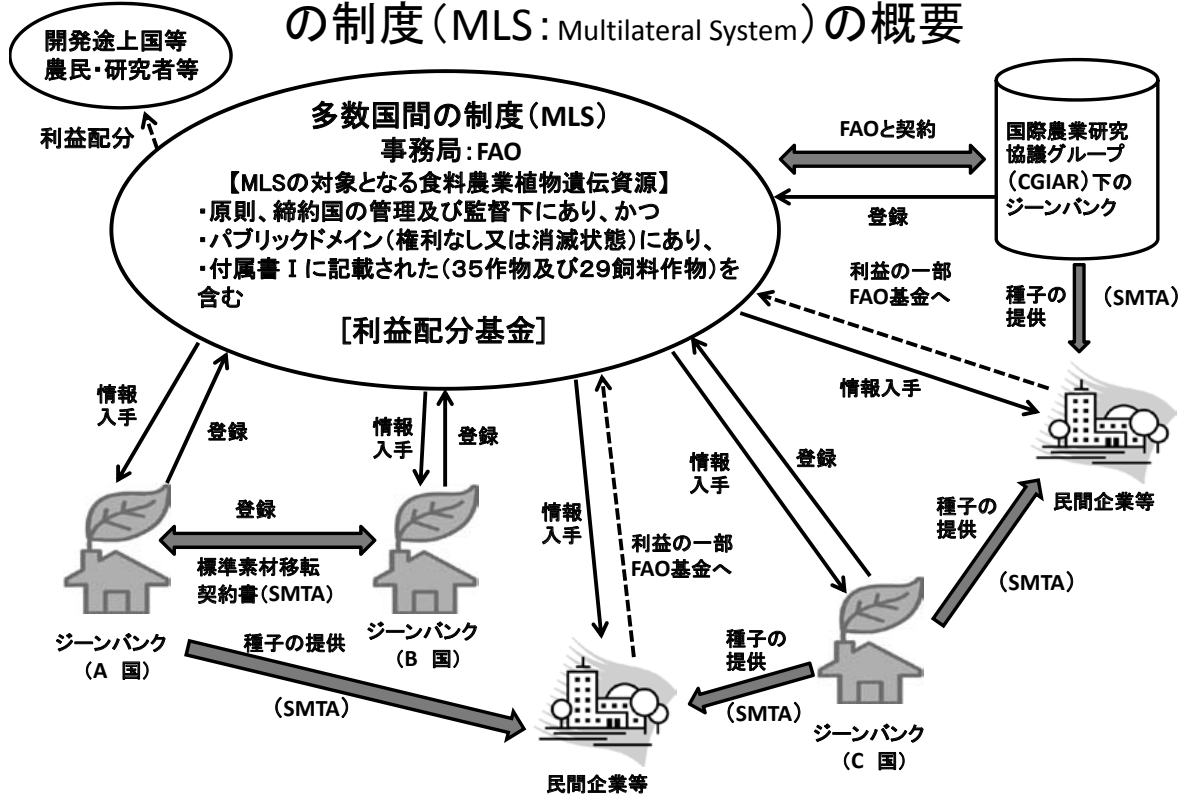 の制度(MLS:Multilateral System)の概要
開発途上国等
農民・研究者等
利益配分
多数国間の制度(MLS)
事務局:FAO
【MLSの対象となる食料農業植物遺伝資源】
・原則、締約国の管理及び監督下にあり、かつ
・パブリックドメイン(権利なし又は消滅状態)にあり、
・付属書Ⅰに記載された(35作物及び29飼料作物)を
含む
[利益配分基金]
FAOと契約
登録
国際農業研究
協議グループ
(CGIAR)下の
ジーンバンク
利益の一部
FAO基金へ
種子の
提供
(SMTA)
情報入手
民間企業等
情報
入手
登録
情報
入手
登録
情報
入手
利益の一部
FAO基金へ
情報
入手
登録
種子の
提供
(SMTA)
登録
標準素材移転
契約書(SMTA)
ジーンバンク
(A 国)
ジーンバンク
(B 国)
種子の提供
(SMTA)
種子の
提供
(SMTA)
ジーンバンク
(C 国)
民間企業等